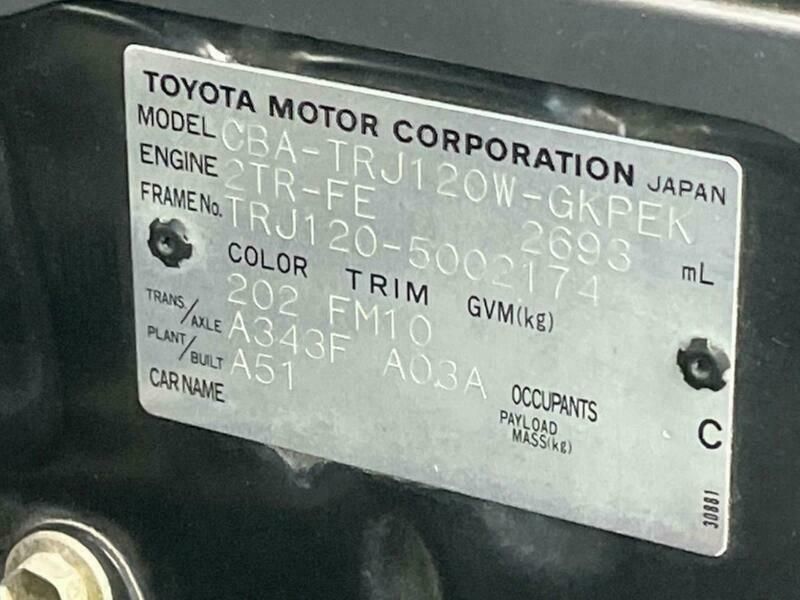 TOYOTA MOTOR CORPORATION JAPAN
MODEL CBA-TRJ120W-GKPEK
ENGINE 2TR-FE 2693 mL
FRAME No. TRJ120-5002174
COLOR TRIM GVM(kg)
202 FM10
TRANS./AXLE A343F A03A
PLANT/BUILT A51
CAR NAME
OCCUPANTS
PAYLOAD
MASS(kg)
C
30881